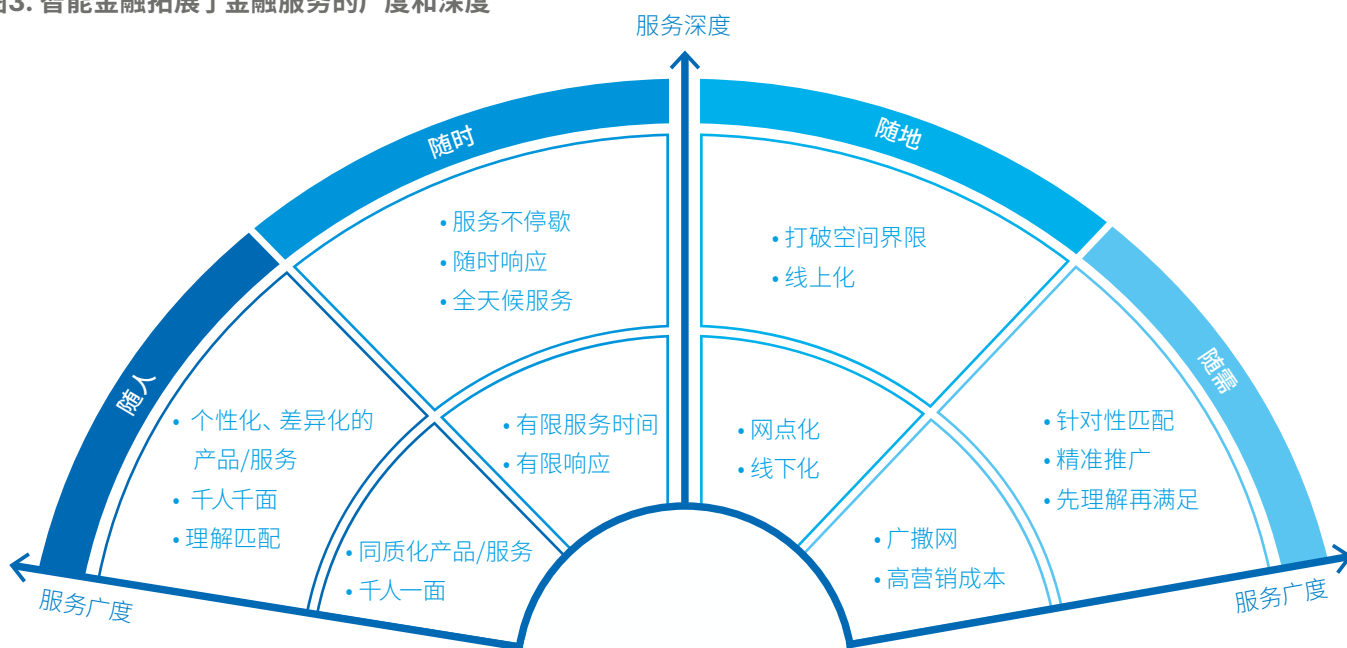 图3. 智能金融拓展了金融服务的广度和深度
服务深度
随时
随地
• 服务不停歇
• 随时响应
• 全天候服务
• 打破空间界限
• 线上化
随人
随需
• 个性化、差异化的
产品/服务
• 千人千面
• 理解匹配
• 有限服务时间
• 有限响应
• 网点化
• 线下化
• 针对性匹配
• 精准推广
• 先理解再满足
• 同质化产品/服务
• 千人一面
• 广撒网
• 高营销成本
服务广度
服务广度